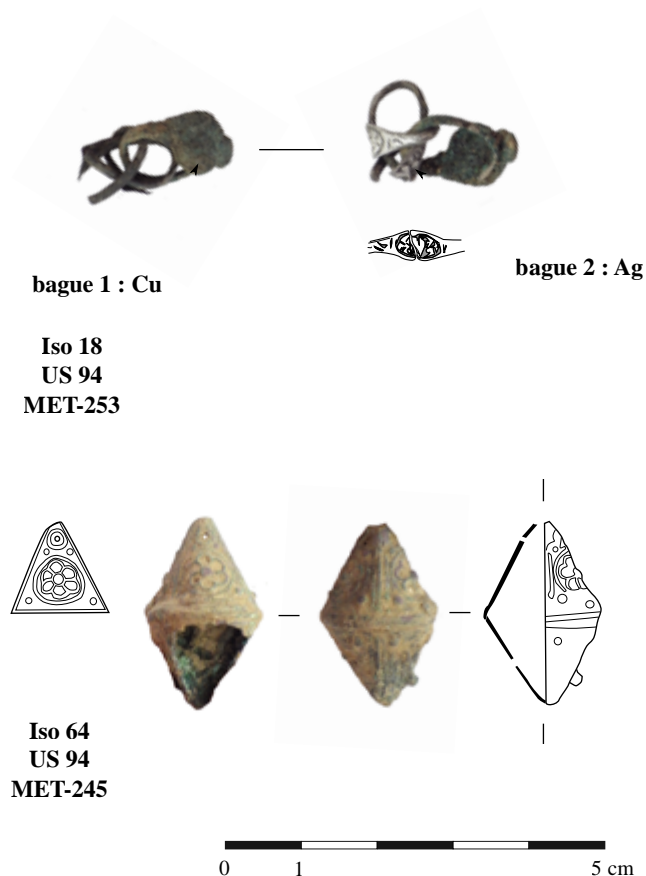 bague 1 : Cu
bague 2 : Ag
Iso 18
US 94
MET-253
Iso 64
US 94
MET-245
0 1 5 cm